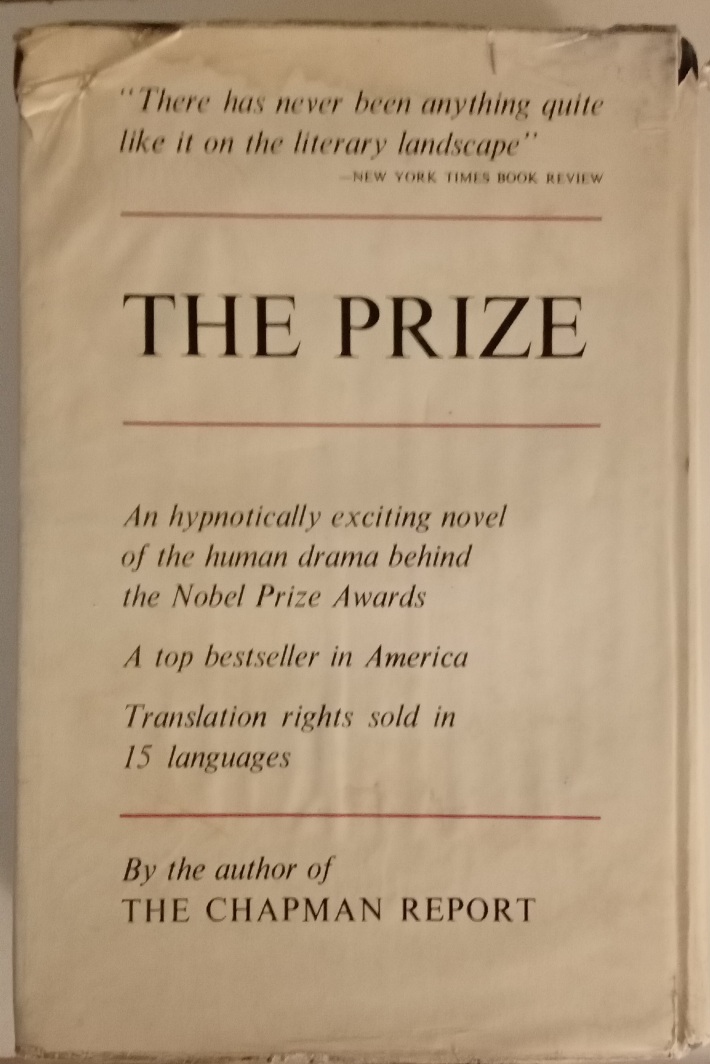 "There has never been anything quite
like it on the literary landscape"
—NEW YORK TIMES BOOK REVIEW
THE PRIZE
An hypnotically exciting novel
of the human drama behind
the Nobel Prize Awards
A top bestseller in America
Translation rights sold in
15 languages
By the author of
THE CHAPMAN REPORT